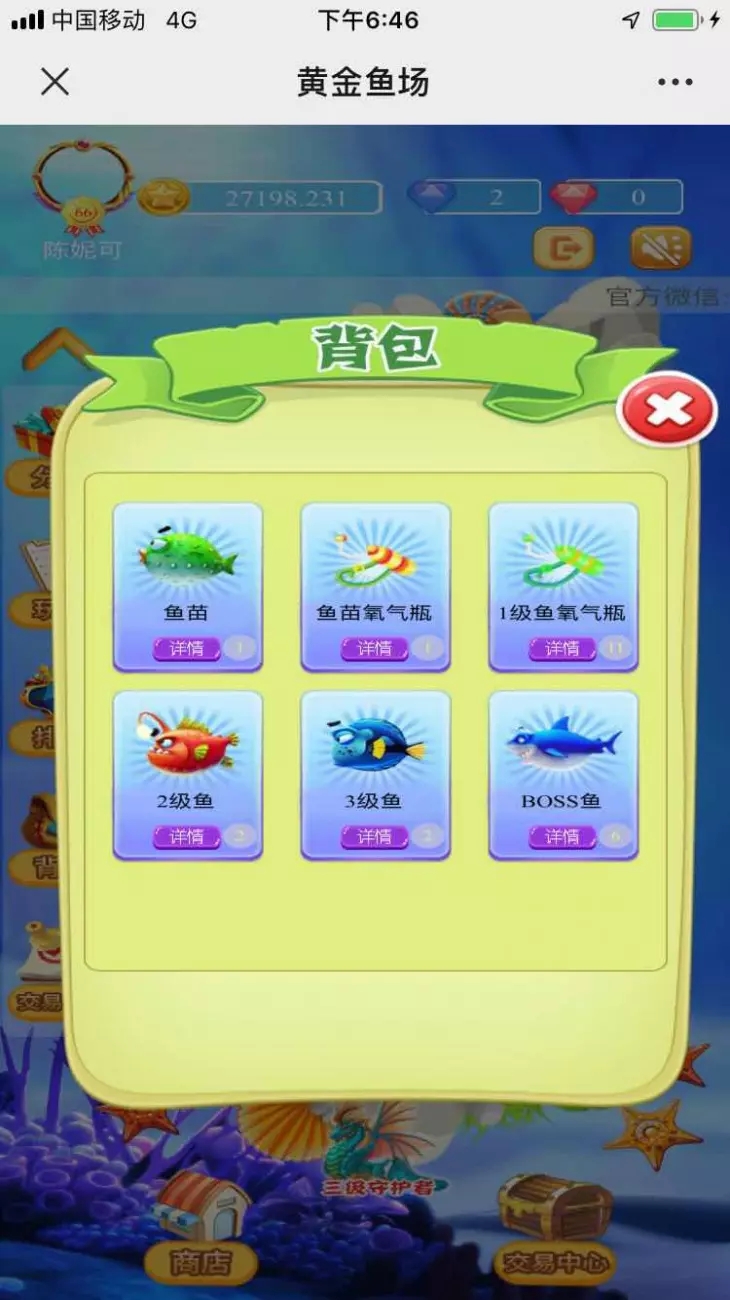 中国移动 4G 下午6:46
黄金鱼场
27198.231 2 0
66
陈妮可
官方微信:
背包
鱼苗 鱼苗氧气瓶 1级鱼氧气瓶
详情 1 详情 1 详情 11
2级鱼 3级鱼 BOSS鱼
详情 2 详情 2 详情 6
背
交易
三级守护者
商店 交易中心